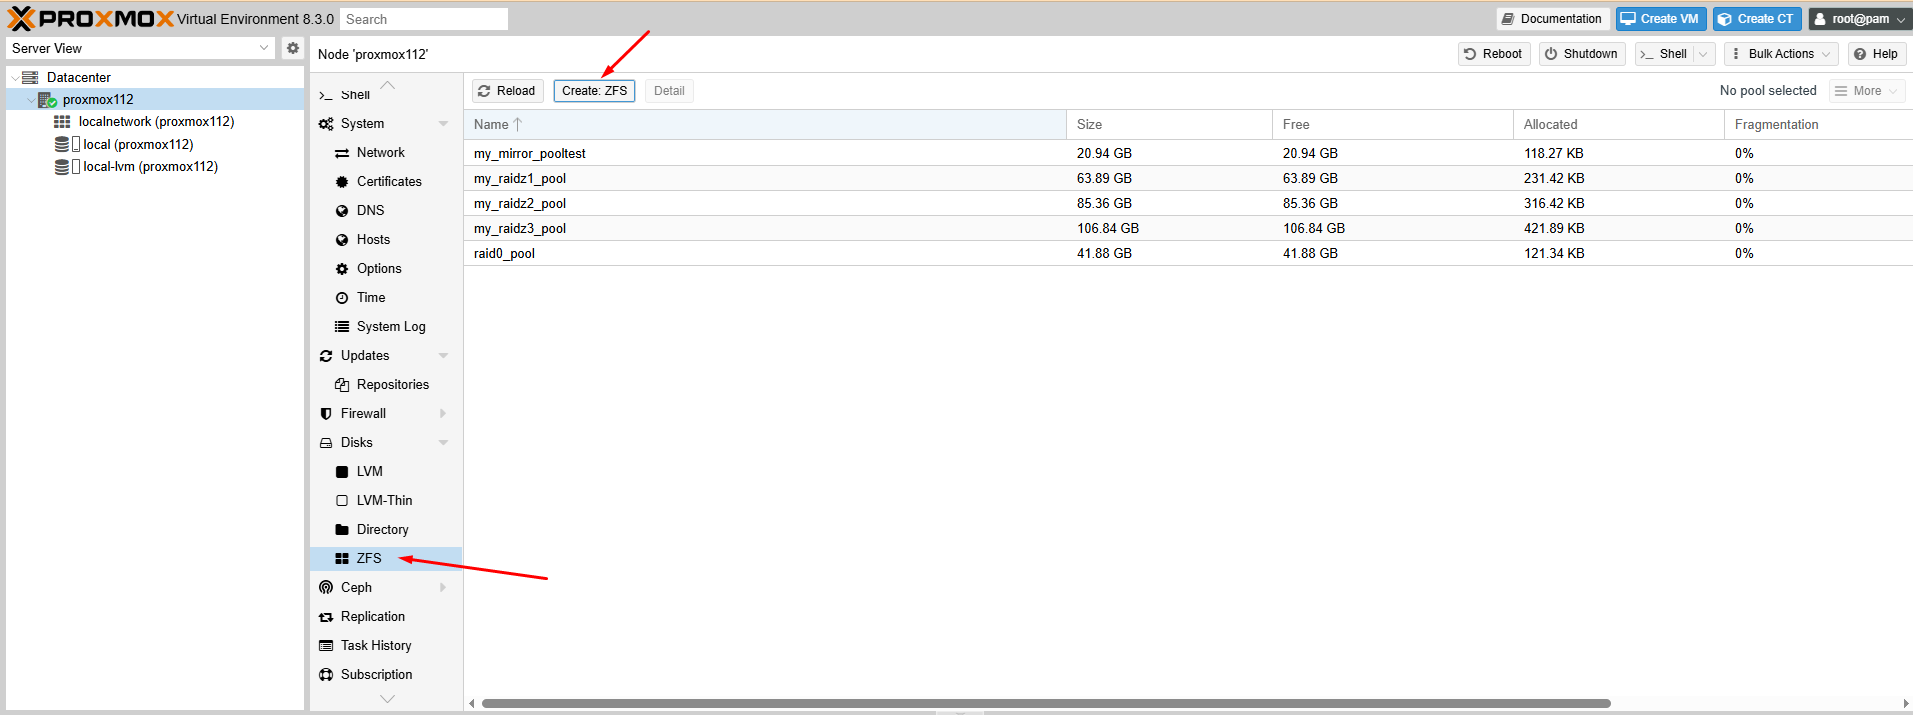 PROXMOX Virtual Environment 8.3.0 Search Documentation Create VM Create CT root@pam
Server View
Datacenter
proxmox112
localnetwork (proxmox112)
local (proxmox112)
local-lvm (proxmox112)
Node 'proxmox112' Reboot Shutdown >_ Shell Bulk Actions Help
>_ Shell
System
Network
Certificates
DNS
Hosts
Options
Time
System Log
Updates
Repositories
Firewall
Disks
LVM
LVM-Thin
Directory
ZFS
Ceph
Replication
Task History
Subscription
Reload Create: ZFS Detail No pool selected More
Name Size Free Allocated Fragmentation
my_mirror_pooltest 20.94 GB 20.94 GB 118.27 KB 0%
my_raidz1_pool 63.89 GB 63.89 GB 231.42 KB 0%
my_raidz2_pool 85.36 GB 85.36 GB 316.42 KB 0%
my_raidz3_pool 106.84 GB 106.84 GB 421.89 KB 0%
raid0_pool 41.88 GB 41.88 GB 121.34 KB 0%